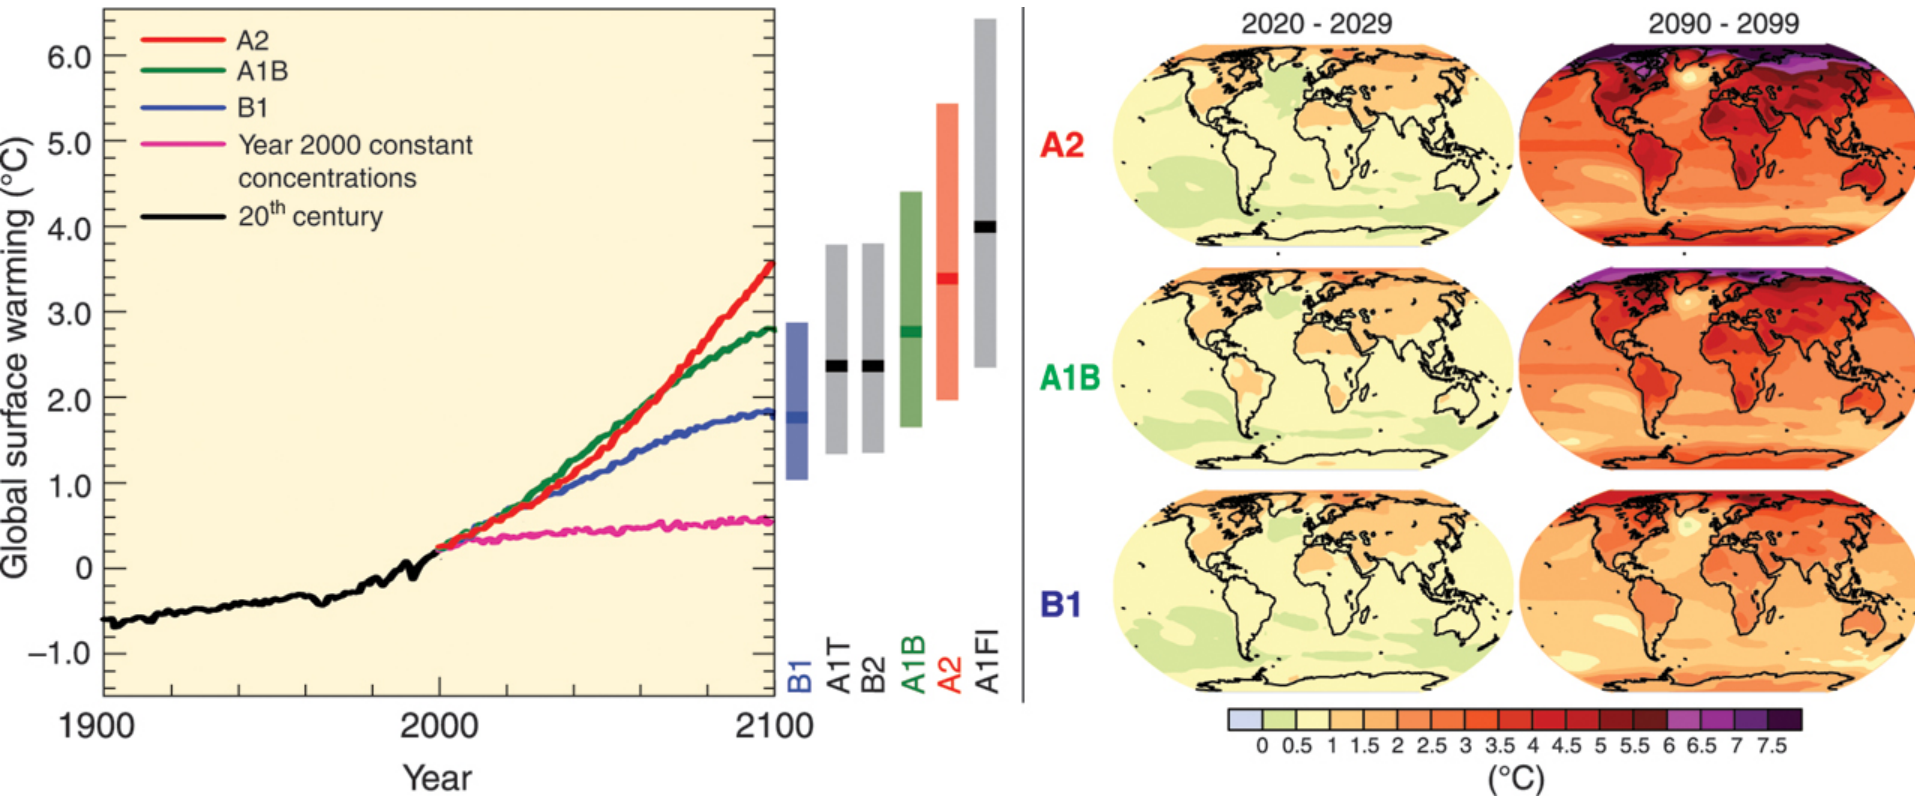 Global surface warming (°C)
6.0
5.0
4.0
3.0
2.0
1.0
0
–1.0
A2
A1B
B1
Year 2000 constant
concentrations
20th century
1900
2000
2100
Year
B1
A1T
B2
A1B
A2
A1FI
2020 - 2029
2090 - 2099
A2
A1B
B1
0 0.5 1 1.5 2 2.5 3 3.5 4 4.5 5 5.5 6 6.5 7 7.5
(°C)